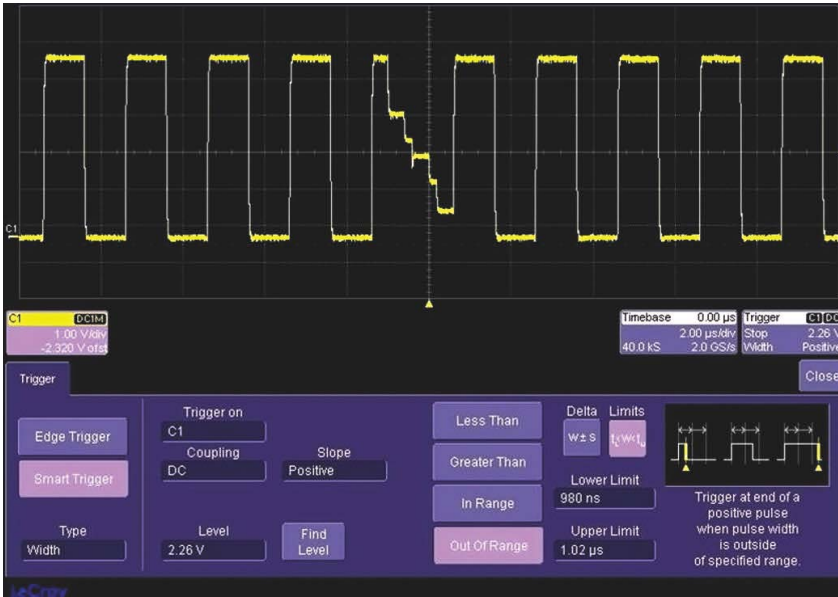 C1
C1 DC1M
1.00 V/div
-2.320 V ofst
Timebase 0.00 µs
2.00 µs/div
40.0 kS 2.0 GS/s
Trigger C1 DC
Stop 2.26 V
Width Positive
Trigger
Close
Edge Trigger
Smart Trigger
Type
Width
Trigger on
C1
Coupling
DC
Slope
Positive
Level
2.26 V
Find
Level
Less Than
Greater Than
In Range
Out Of Range
Delta Limits
W± s
Lower Limit
980 ns
Upper Limit
1.02 µs
Trigger at end of a
positive pulse
when pulse width
is outside
of specified range.